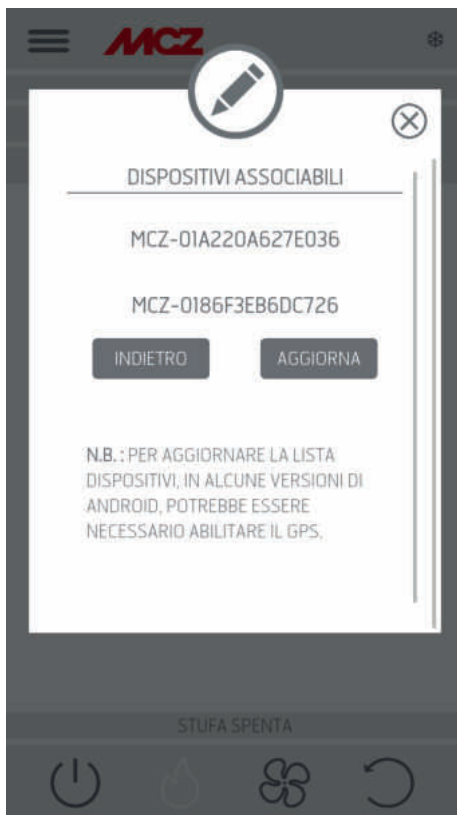 MCZ
DISPOSITIVI ASSOCIABILI
MCZ-01A220A627E036
MCZ-0186F3EB6DC726
INDIETRO
AGGIORNA
N.B. : PER AGGIORNARE LA LISTA
DISPOSITIVI, IN ALCUNE VERSIONI DI
ANDROID, POTREBBE ESSERE
NECESSARIO ABILITARE IL GPS.
STUFA SPENTA